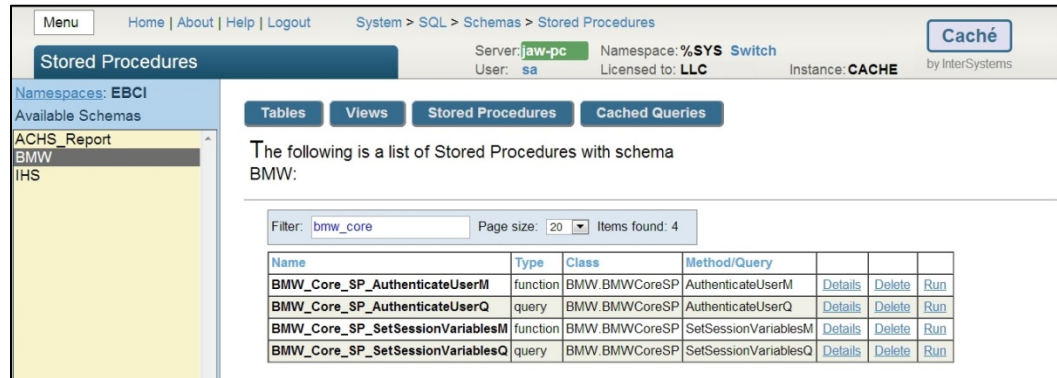 Menu Home | About | Help | Logout System > SQL > Schemas > Stored Procedures
Caché
by InterSystems
Stored Procedures
Server: jaw-pc Namespace: %SYS Switch
User: sa Licensed to: LLC Instance: CACHE
Namespaces: EBCI
Available Schemas
ACHS_Report
BMW
IHS
Tables Views Stored Procedures Cached Queries
The following is a list of Stored Procedures with schema
BMW:
Filter: bmw_core Page size: 20 Items found: 4
Name Type Class Method/Query
BMW_Core_SP_AuthenticateUserM function BMW.BMWCoreSP AuthenticateUserM Details Delete Run
BMW_Core_SP_AuthenticateUserQ query BMW.BMWCoreSP AuthenticateUserQ Details Delete Run
BMW_Core_SP_SetSessionVariablesM function BMW.BMWCoreSP SetSessionVariablesM Details Delete Run
BMW_Core_SP_SetSessionVariablesQ query BMW.BMWCoreSP SetSessionVariablesQ Details Delete Run